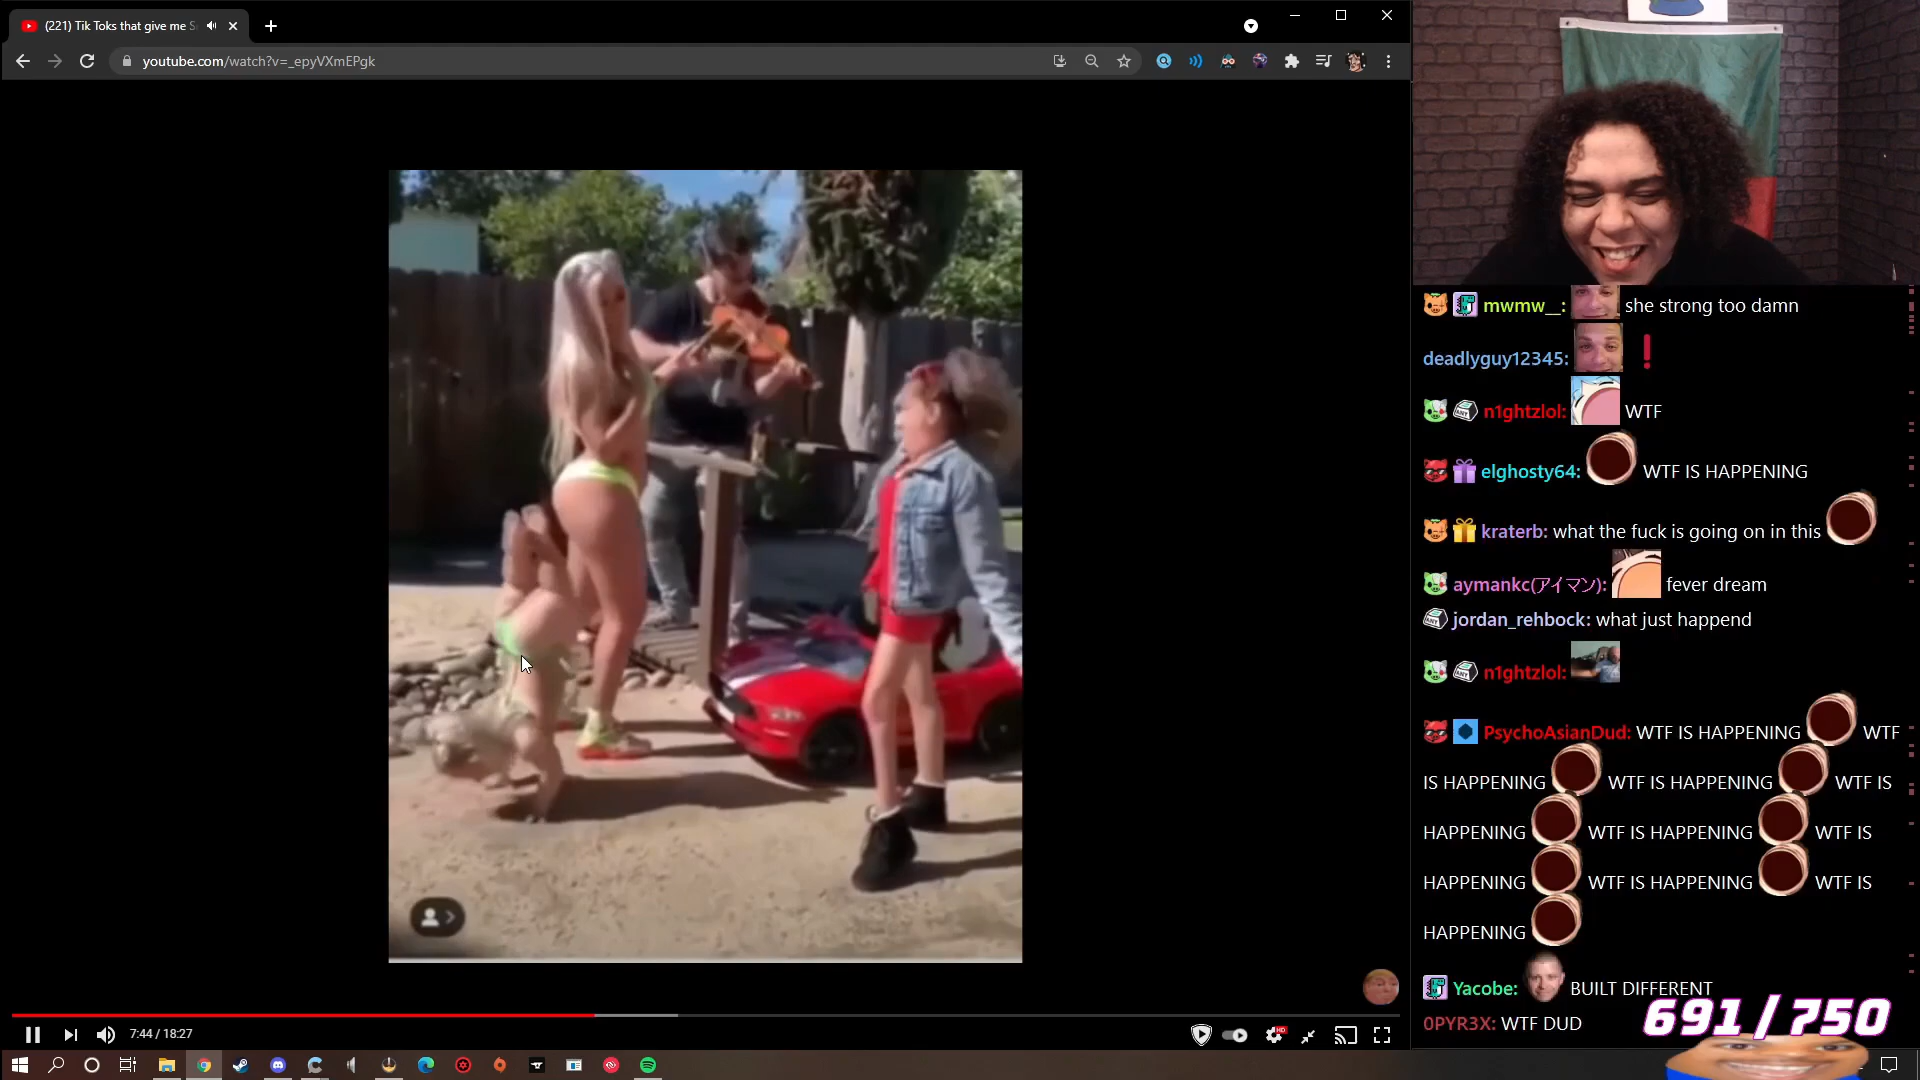 (221) Tik Toks that give me S
youtube.com/watch?v=_epyVXmEPgk
mwmw__: she strong too damn
deadlyguy12345:
n1ghtzlol: WTF
elghosty64: WTF IS HAPPENING
kraterb: what the fuck is going on in this
aymankc(アイマン): fever dream
jordan_rehbock: what just happend
n1ghtzlol:
PsychoAsianDud: WTF IS HAPPENING WTF
IS HAPPENING WTF IS HAPPENING WTF IS
HAPPENING WTF IS HAPPENING WTF IS
HAPPENING WTF IS HAPPENING WTF IS
HAPPENING
Yacobe: BUILT DIFFERENT
0PYR3X: WTF DUD
691/750
7:44 / 18:27
HD